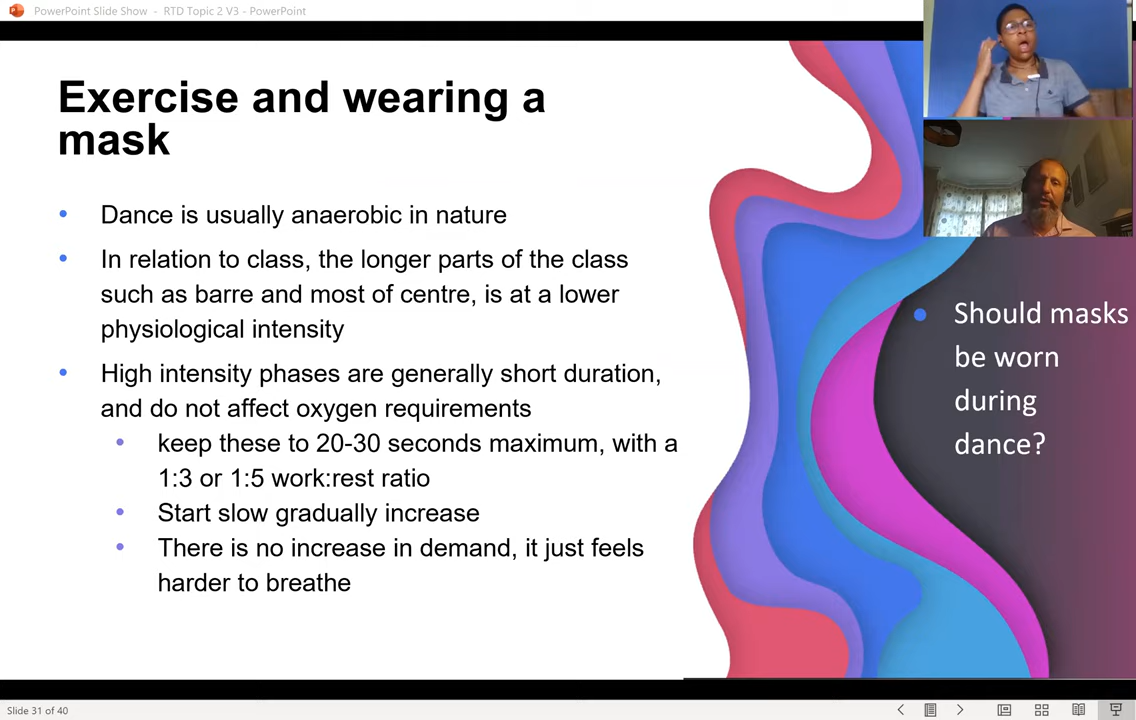 PowerPoint Slide Show - RTD Topic 2 V3 - PowerPoint
Exercise and wearing a
mask
Dance is usually anaerobic in nature
In relation to class, the longer parts of the class
such as barre and most of centre, is at a lower
physiological intensity
High intensity phases are generally short duration,
and do not affect oxygen requirements
keep these to 20-30 seconds maximum, with a
1:3 or 1:5 work:rest ratio
Start slow gradually increase
There is no increase in demand, it just feels
harder to breathe
Should masks
be worn
during
dance?
Slide 31 of 40